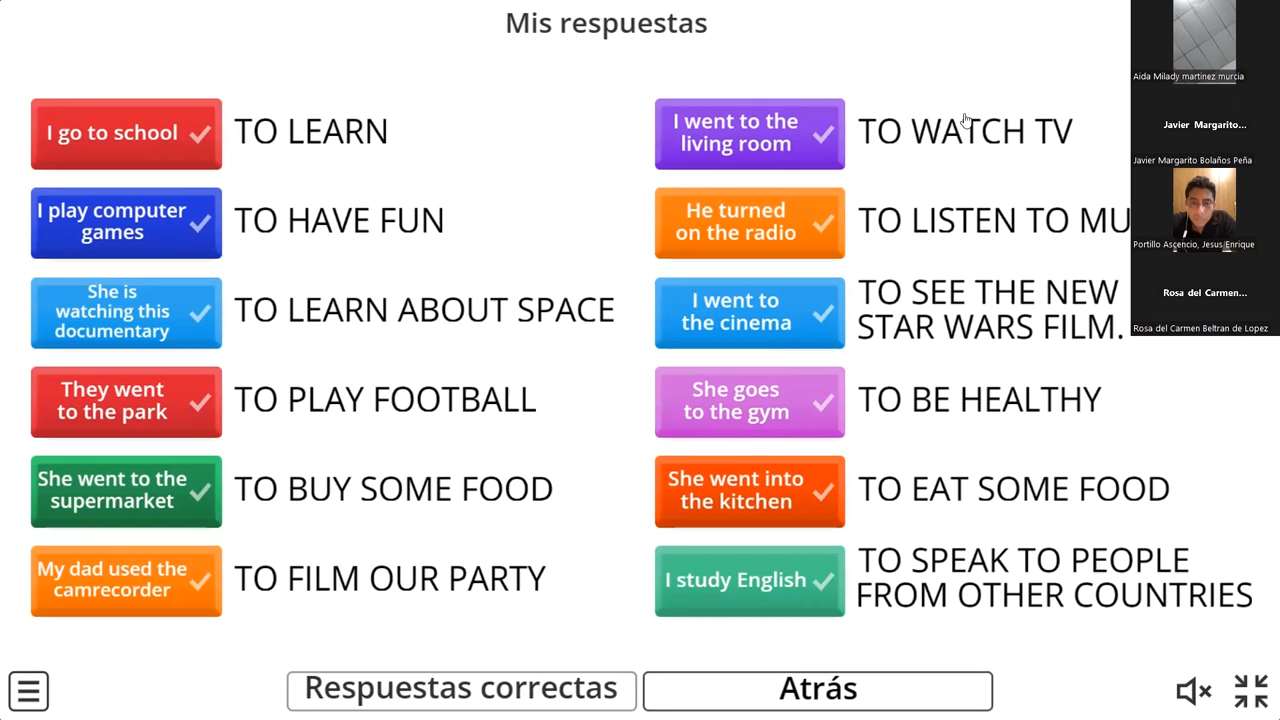 Mis respuestas
I go to school
TO LEARN
I play computer
games
TO HAVE FUN
She is
watching this
documentary
TO LEARN ABOUT SPACE
They went
to the park
TO PLAY FOOTBALL
She went to the
supermarket
TO BUY SOME FOOD
My dad used the
camrecorder
TO FILM OUR PARTY
I went to the
living room
TO WATCH TV
He turned
on the radio
TO LISTEN TO MU
I went to
the cinema
TO SEE THE NEW
STAR WARS FILM.
She goes
to the gym
TO BE HEALTHY
She went into
the kitchen
TO EAT SOME FOOD
I study English
TO SPEAK TO PEOPLE
FROM OTHER COUNTRIES
Respuestas correctas
Atrás
Aida Milady martinez murcia
Javier Margarito...
Javier Margarito Bolaños Peña
Portillo Ascencio, Jesus Enrique
Rosa del Carmen...
Rosa del Carmen Beltran de Lopez